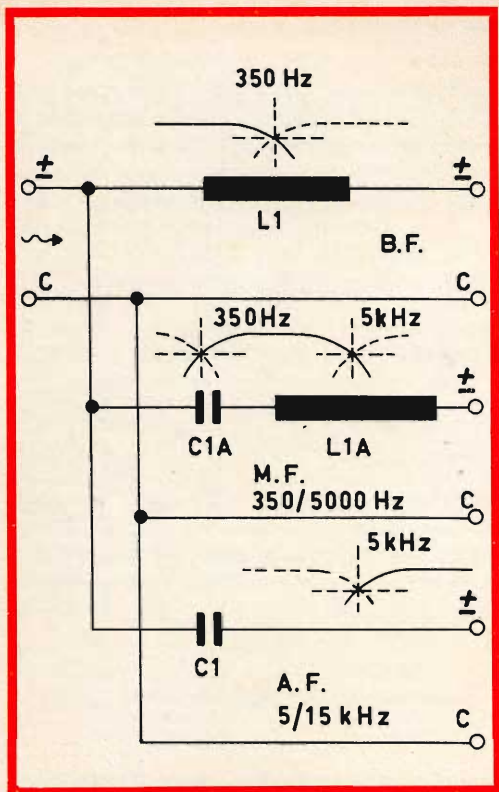 350 Hz
±
±
L1
B.F.
C
C
350Hz
5kHz
±
C1A
L1A
M.F.
350/5000 Hz
C
5kHz
±
C1
A.F.
5/15 kHz
C